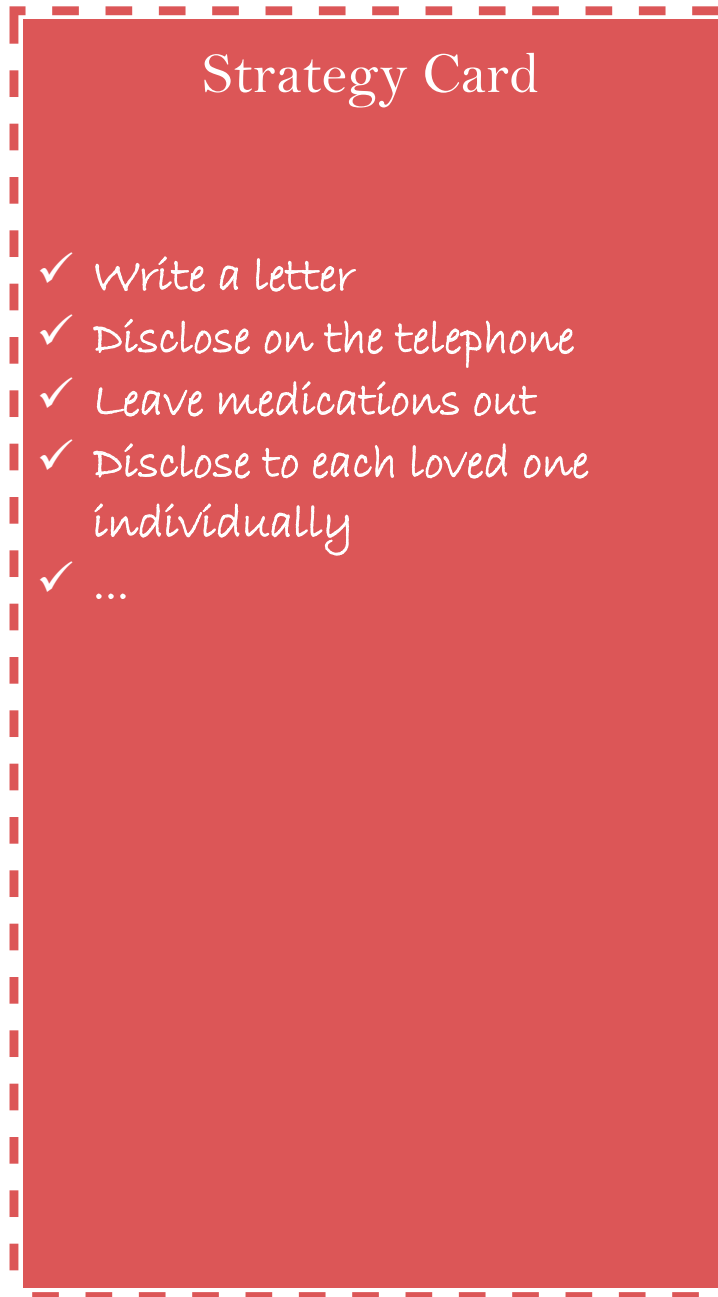 Strategy Card
✓ Write a letter
✓ Disclose on the telephone
✓ Leave medications out
✓ Disclose to each loved one
individually
✓ ...